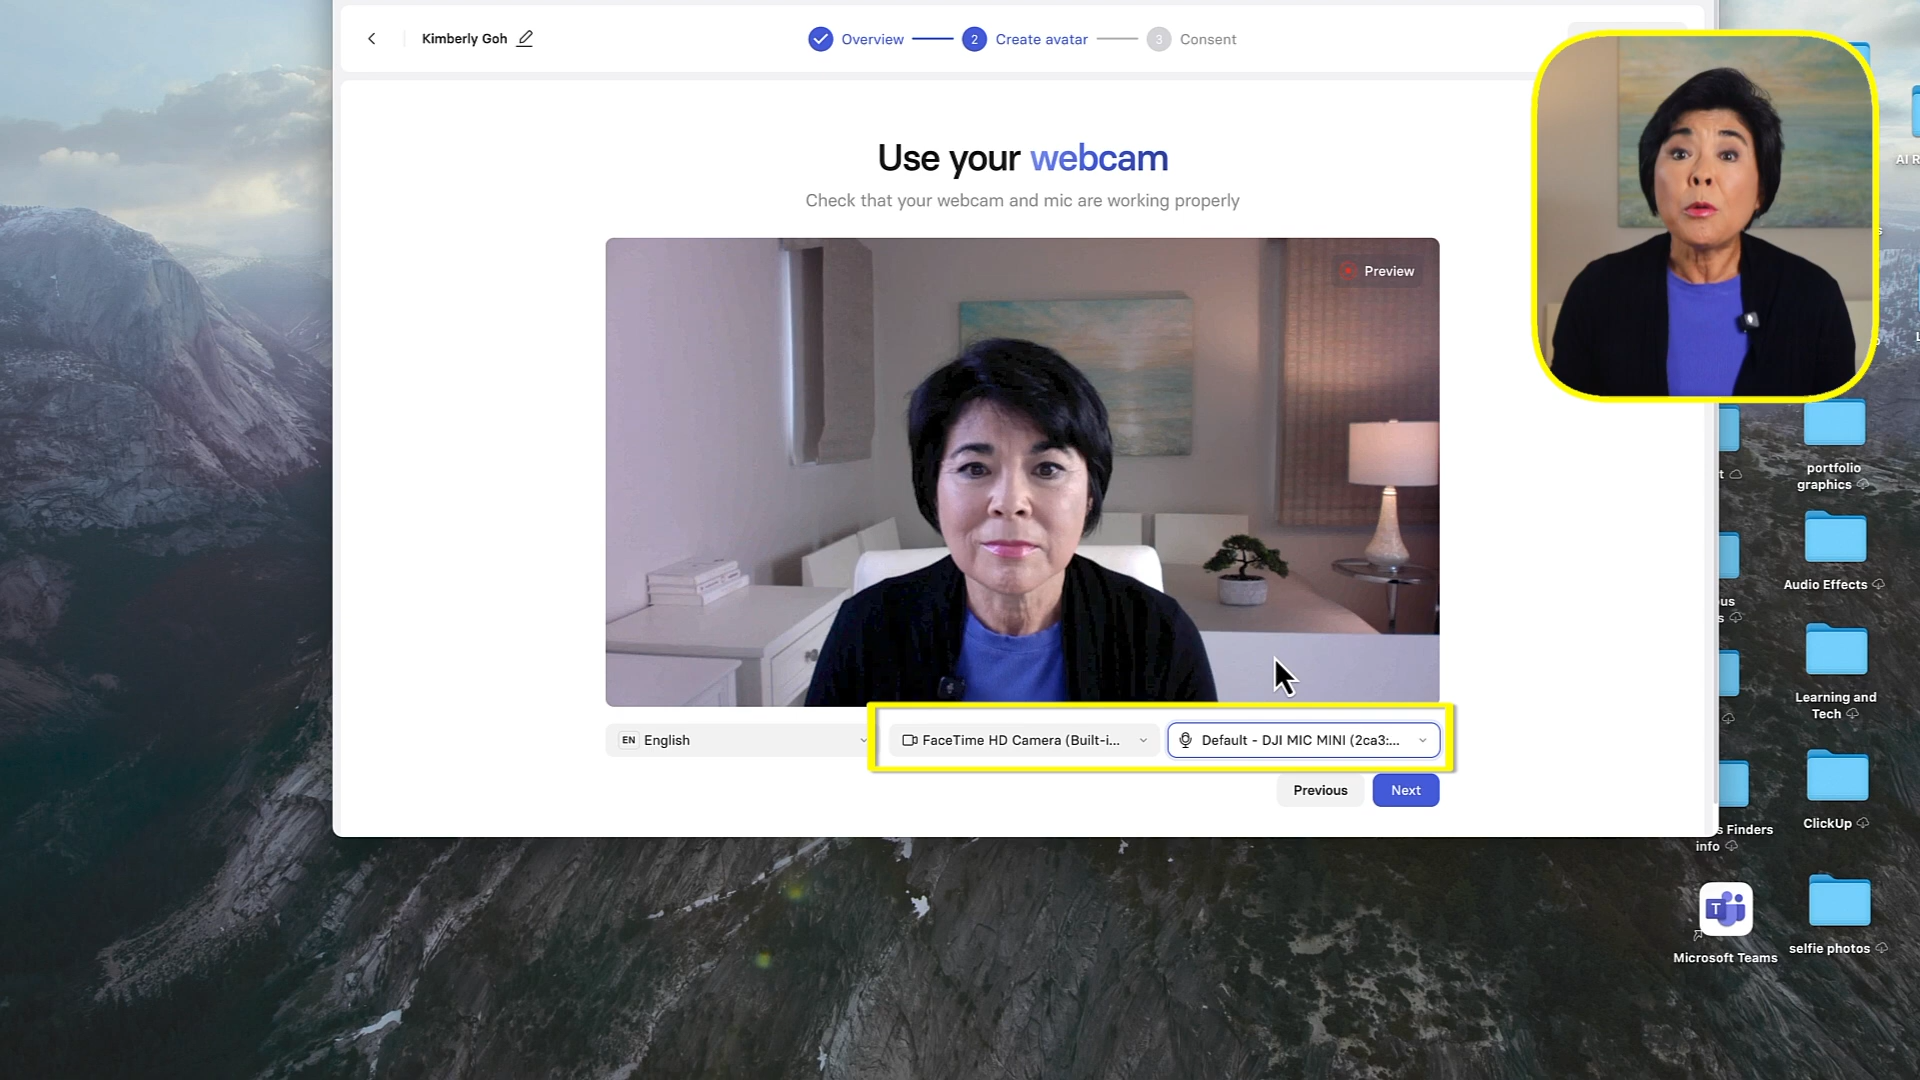 Kimberly Goh
Overview
2
Create avatar
3
Consent
Use your webcam
Check that your webcam and mic are working properly
Preview
EN English
FaceTime HD Camera (Built-i...
Default - DJI MIC MINI (2ca3:...
Previous
Next
AI R
portfolio
graphics
Audio Effects
us
s
Learning and
Tech
ClickUp
s Finders
info
T
Microsoft Teams
selfie photos